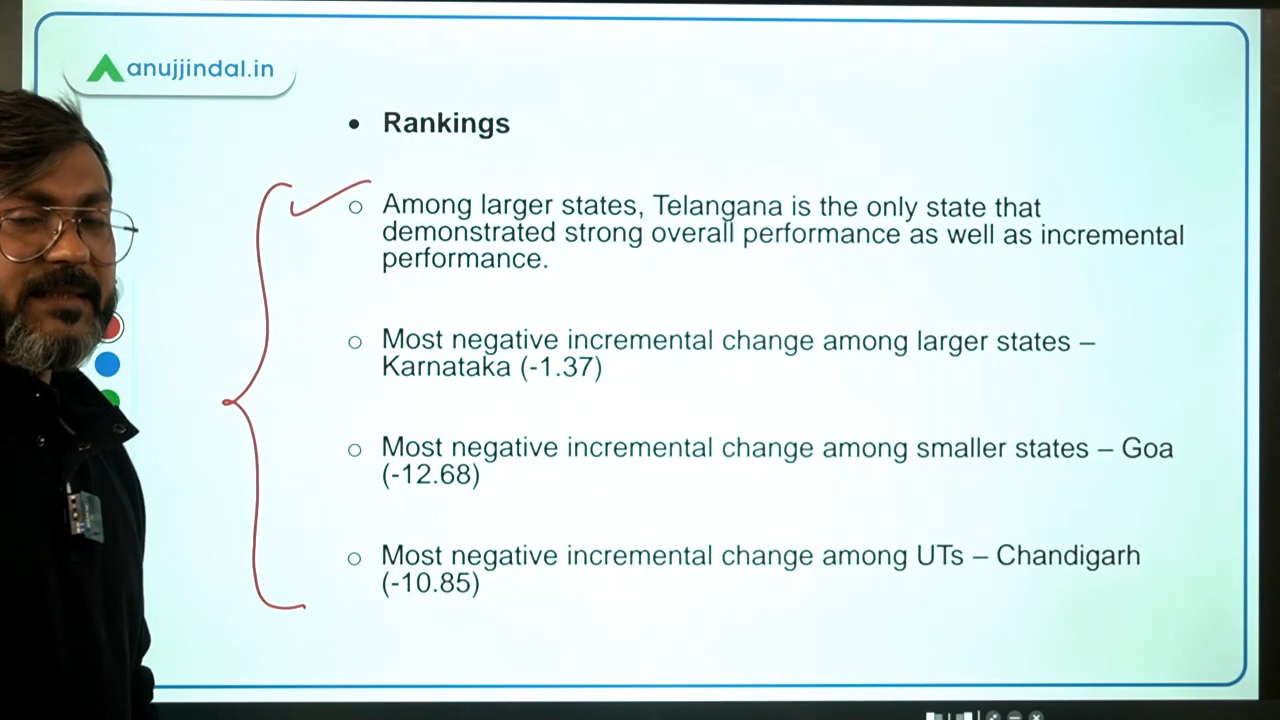 anujjindal.in
• Rankings
○ Among larger states, Telangana is the only state that
demonstrated strong overall performance as well as incremental
performance.
○ Most negative incremental change among larger states –
Karnataka (-1.37)
○ Most negative incremental change among smaller states – Goa
(-12.68)
○ Most negative incremental change among UTs – Chandigarh
(-10.85)